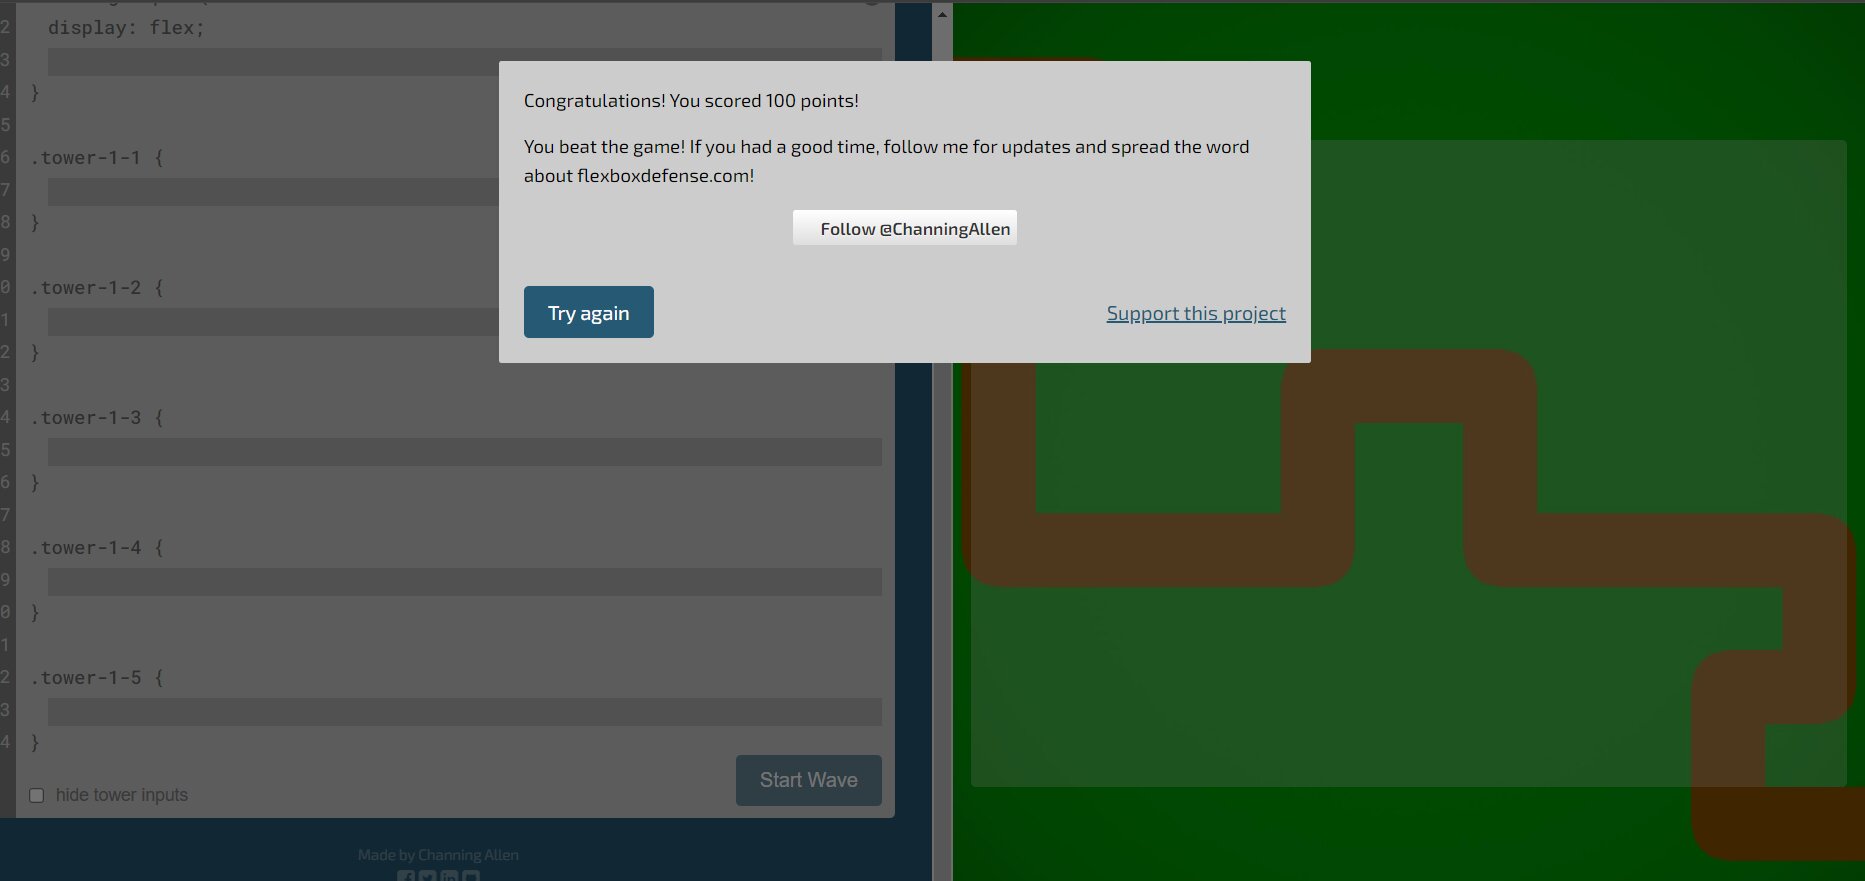 2 display: flex;
3
4 }
5
6 .tower-1-1 {
7
8 }
9
0 .tower-1-2 {
1
2 }
3
4 .tower-1-3 {
5
6 }
7
8 .tower-1-4 {
9
0 }
1
2 .tower-1-5 {
3
4 }
hide tower inputs
Start Wave
Made by Channing Allen
Congratulations! You scored 100 points!
You beat the game! If you had a good time, follow me for updates and spread the word
about flexboxdefense.com!
Follow @ChanningAllen
Try again
Support this project